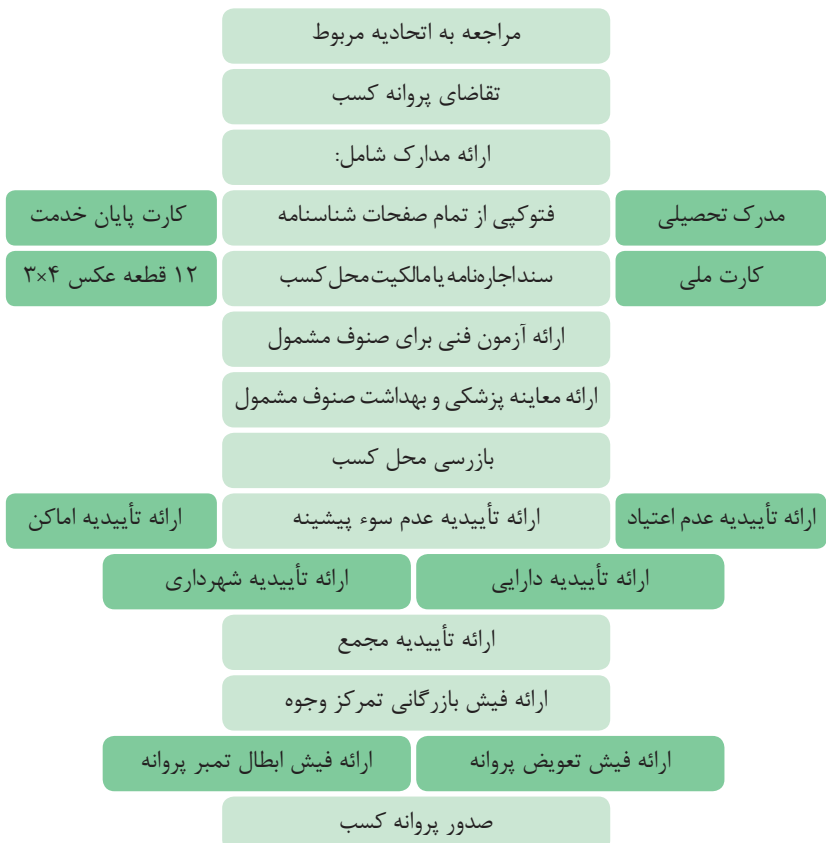 مراجعه به اتحادیه مربوط
تقاضای پروانه کسب
ارائه مدارک شامل:
مدرک تحصیلی
فتوکپی از تمام صفحات شناسنامه
کارت پایان خدمت
کارت ملی
سنداجاره‌نامه یا مالکیت محل کسب
۱۲ قطعه عکس ۴×۳
ارائه آزمون فنی برای صنوف مشمول
ارائه معاینه پزشکی و بهداشت صنوف مشمول
بازرسی محل کسب
ارائه تأییدیه عدم اعتیاد
ارائه تأییدیه عدم سوء پیشینه
ارائه تأییدیه اماکن
ارائه تأییدیه دارایی
ارائه تأییدیه شهرداری
ارائه تأییدیه مجمع
ارائه فیش بازرگانی تمرکز وجوه
ارائه فیش تعویض پروانه
ارائه فیش ابطال تمبر پروانه
صدور پروانه کسب